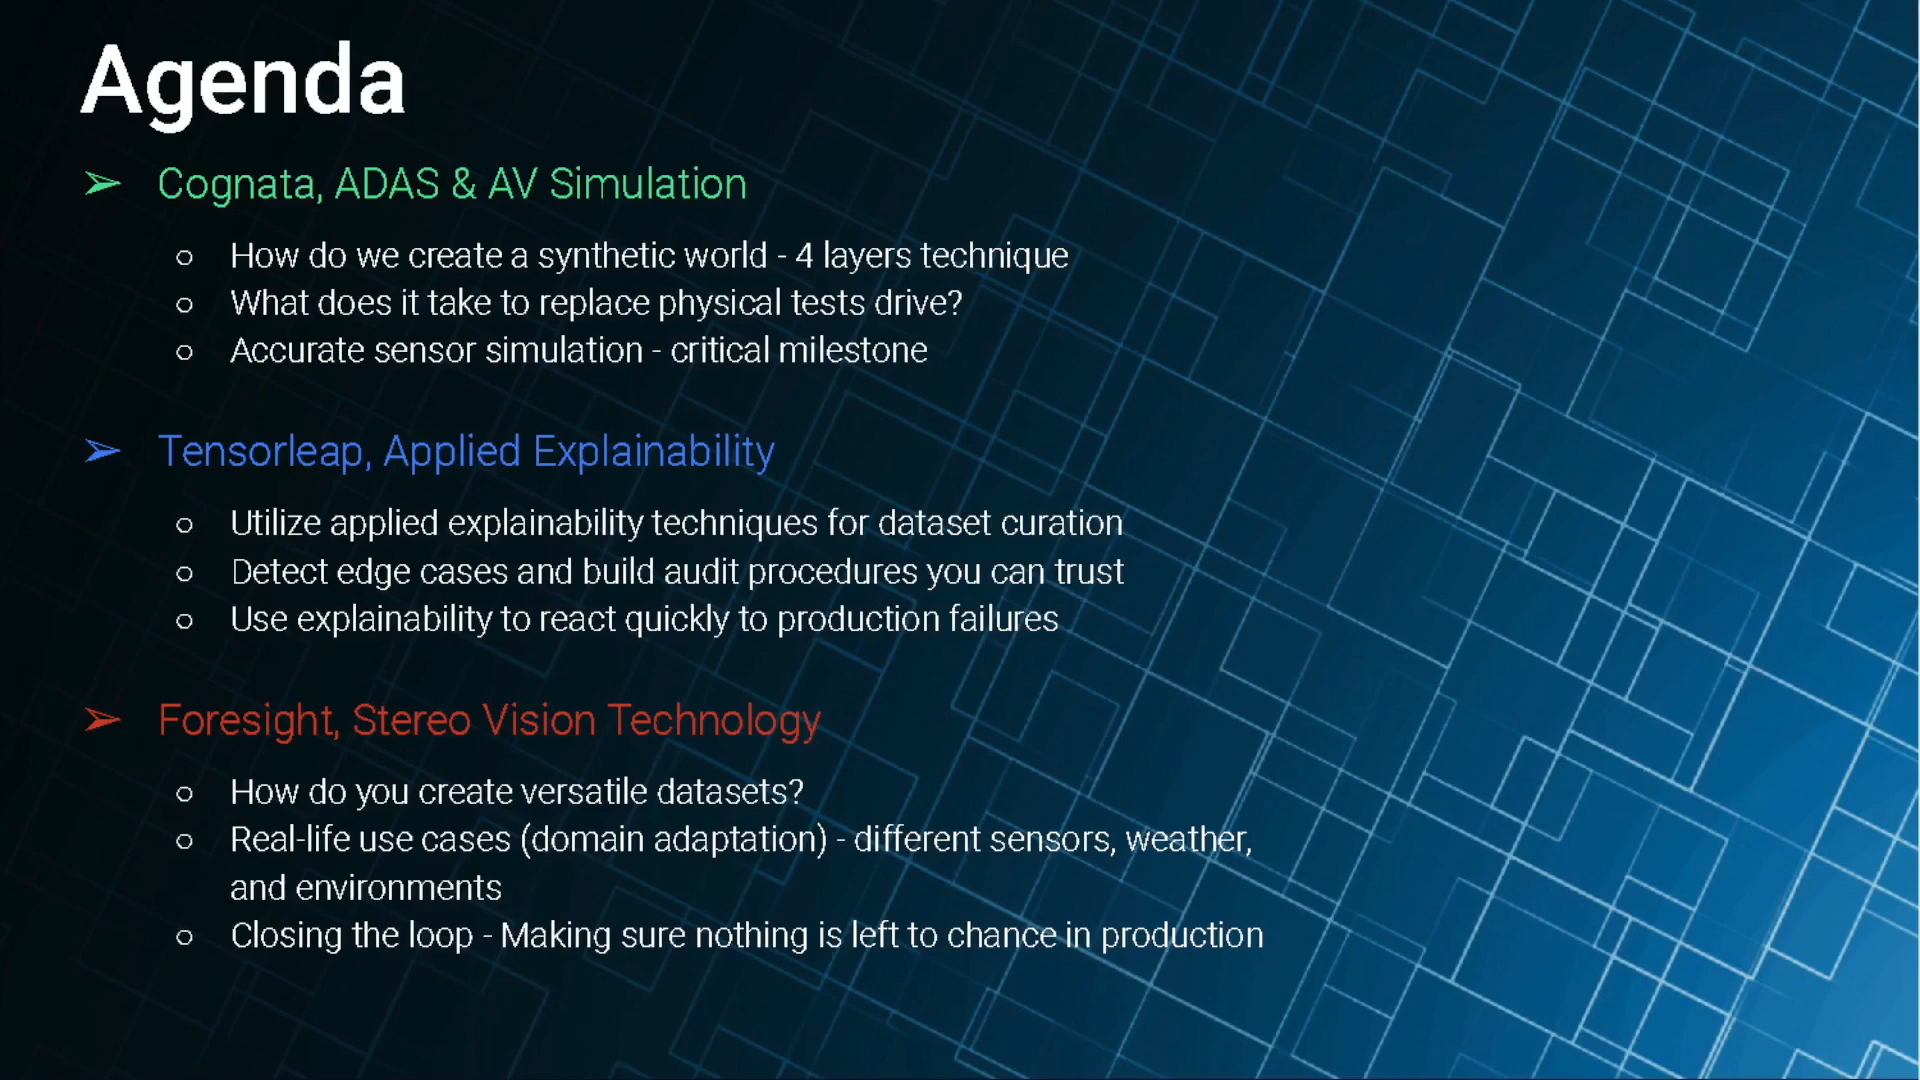 Agenda
➢ Cognata, ADAS & AV Simulation
○ How do we create a synthetic world - 4 layers technique
○ What does it take to replace physical tests drive?
○ Accurate sensor simulation - critical milestone
➢ Tensorleap, Applied Explainability
○ Utilize applied explainability techniques for dataset curation
○ Detect edge cases and build audit procedures you can trust
○ Use explainability to react quickly to production failures
➢ Foresight, Stereo Vision Technology
○ How do you create versatile datasets?
○ Real-life use cases (domain adaptation) - different sensors, weather,
and environments
○ Closing the loop - Making sure nothing is left to chance in production